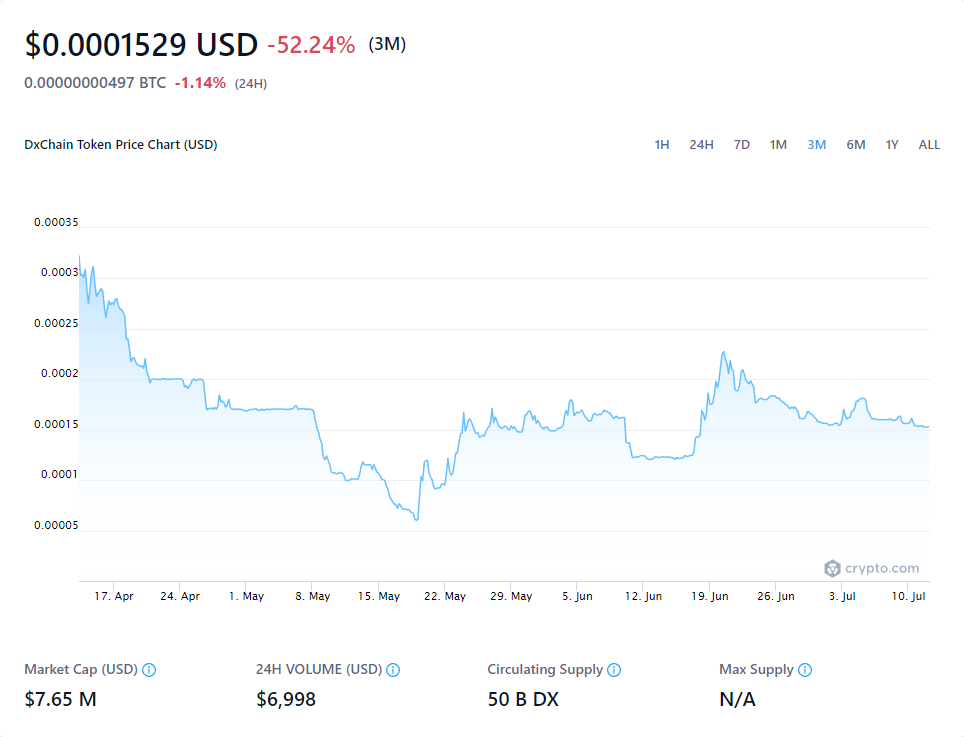 $0.0001529 USD -52.24% (3M)
0.00000000497 BTC -1.14% (24H)
DxChain Token Price Chart (USD) 1H 24H 7D 1M 3M 6M 1Y ALL
0.00035
0.0003
0.00025
0.0002
0.00015
0.0001
0.00005
crypto.com
17. Apr 24. Apr 1. May 8. May 15. May 22. May 29. May 5. Jun 12. Jun 19. Jun 26. Jun 3. Jul 10. Jul
Market Cap (USD) 24H VOLUME (USD) Circulating Supply Max Supply
$7.65 M $6,998 50 B DX N/A